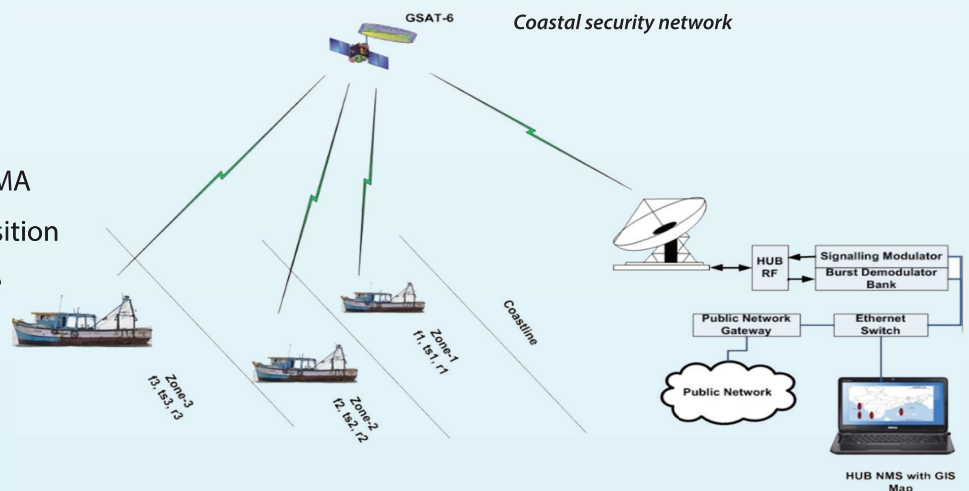 GSAT-6
Coastal security network
MA
sition
HUB
RF
Signalling Modulator
Burst Demodulator
Bank
Public Network
Gateway
Ethernet
Switch
Public Network
Coastline
Zone-1
f1, ts1, r1
Zone-2
f2, ts2, r2
Zone-3
f3, ts3, r3
HUB NMS with GIS
Map